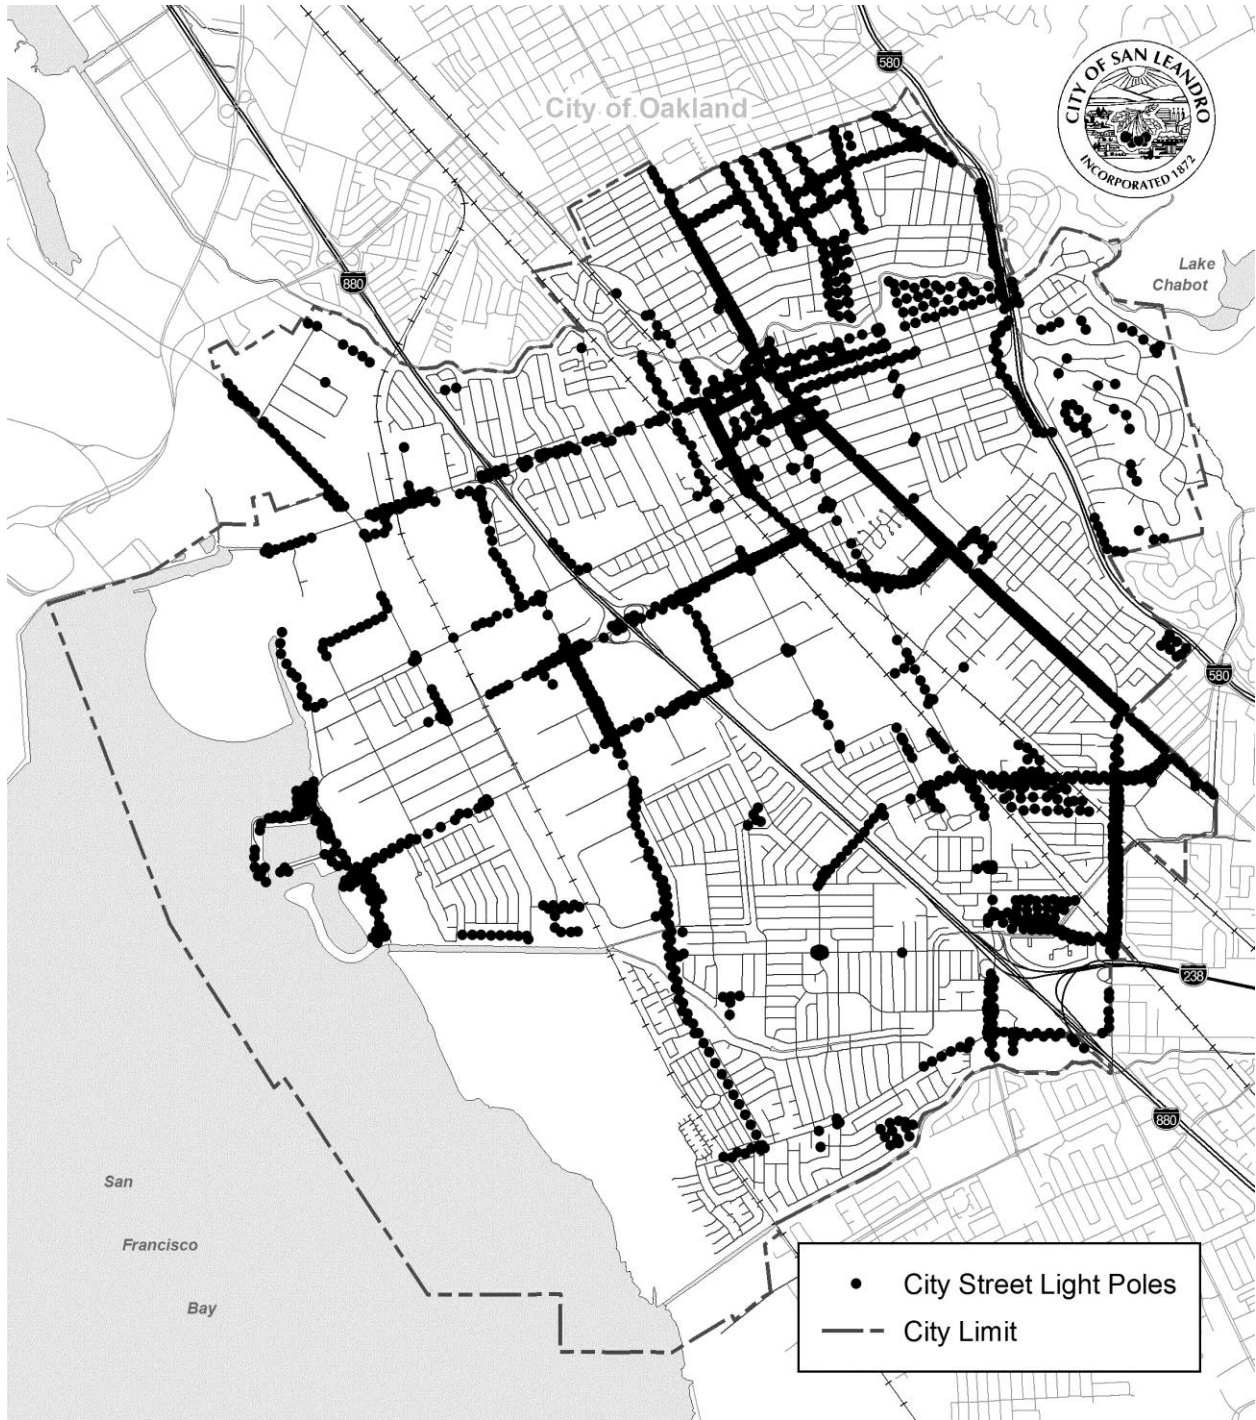 580
CITY OF SAN LEANDRO
INCORPORATED 1872
City of Oakland
Lake
Chabot
880
580
238
880
San
Francisco
Bay
City Street Light Poles
City Limit